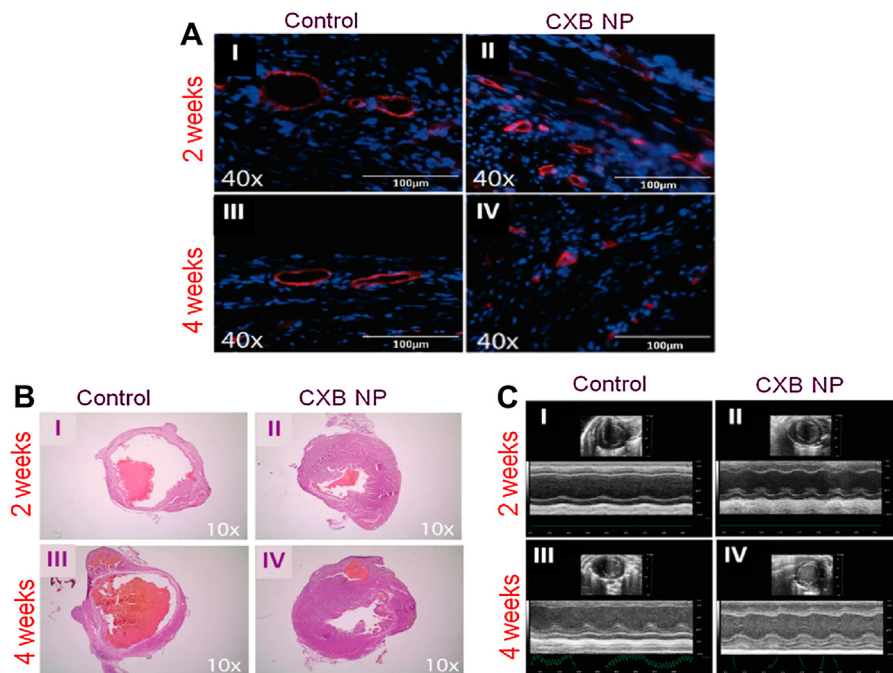 Control CXB NP
A
2 weeks
I II
40x 100µm 40x 100µm
4 weeks
III IV
40x 100µm 40x 100µm
B
Control CXB NP
2 weeks
I II
10x 10x
4 weeks
III IV
10x 10x
C
Control CXB NP
2 weeks
I II
4 weeks
III IV